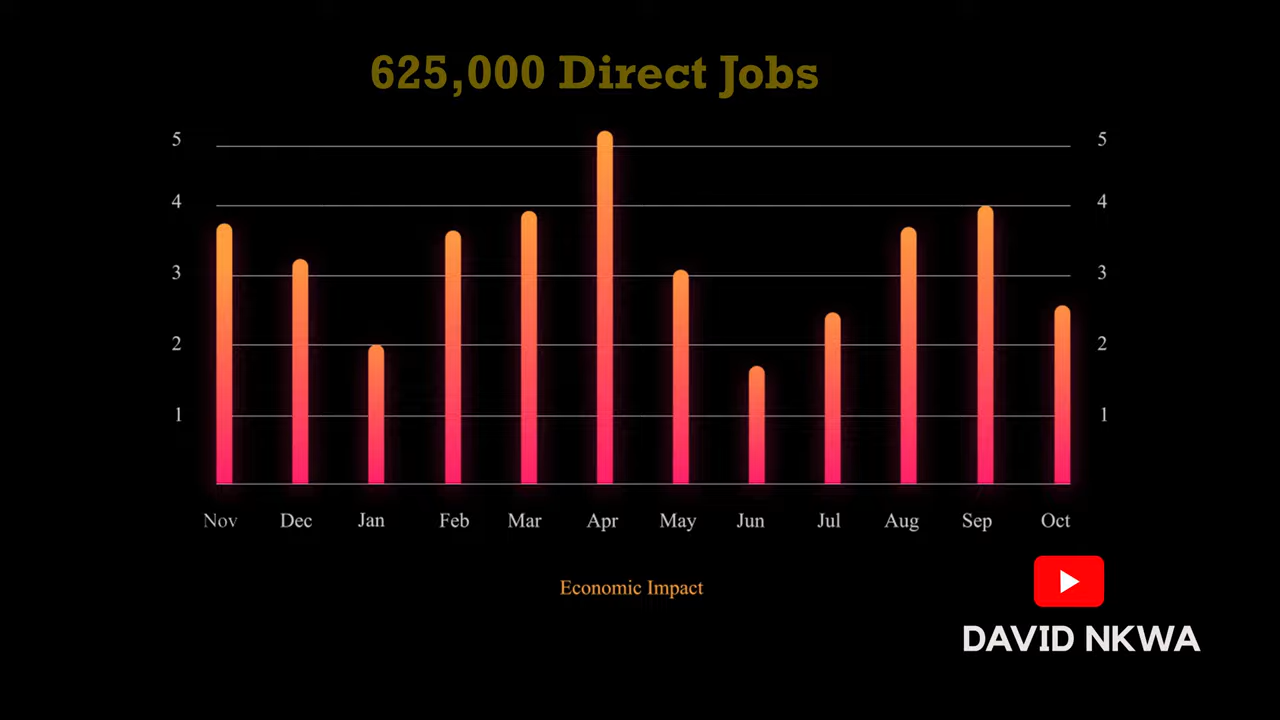 625,000 Direct Jobs
5 5
4 4
3 3
2 2
1 1
Nov Dec Jan Feb Mar Apr May Jun Jul Aug Sep Oct
Economic Impact
DAVID NKWA